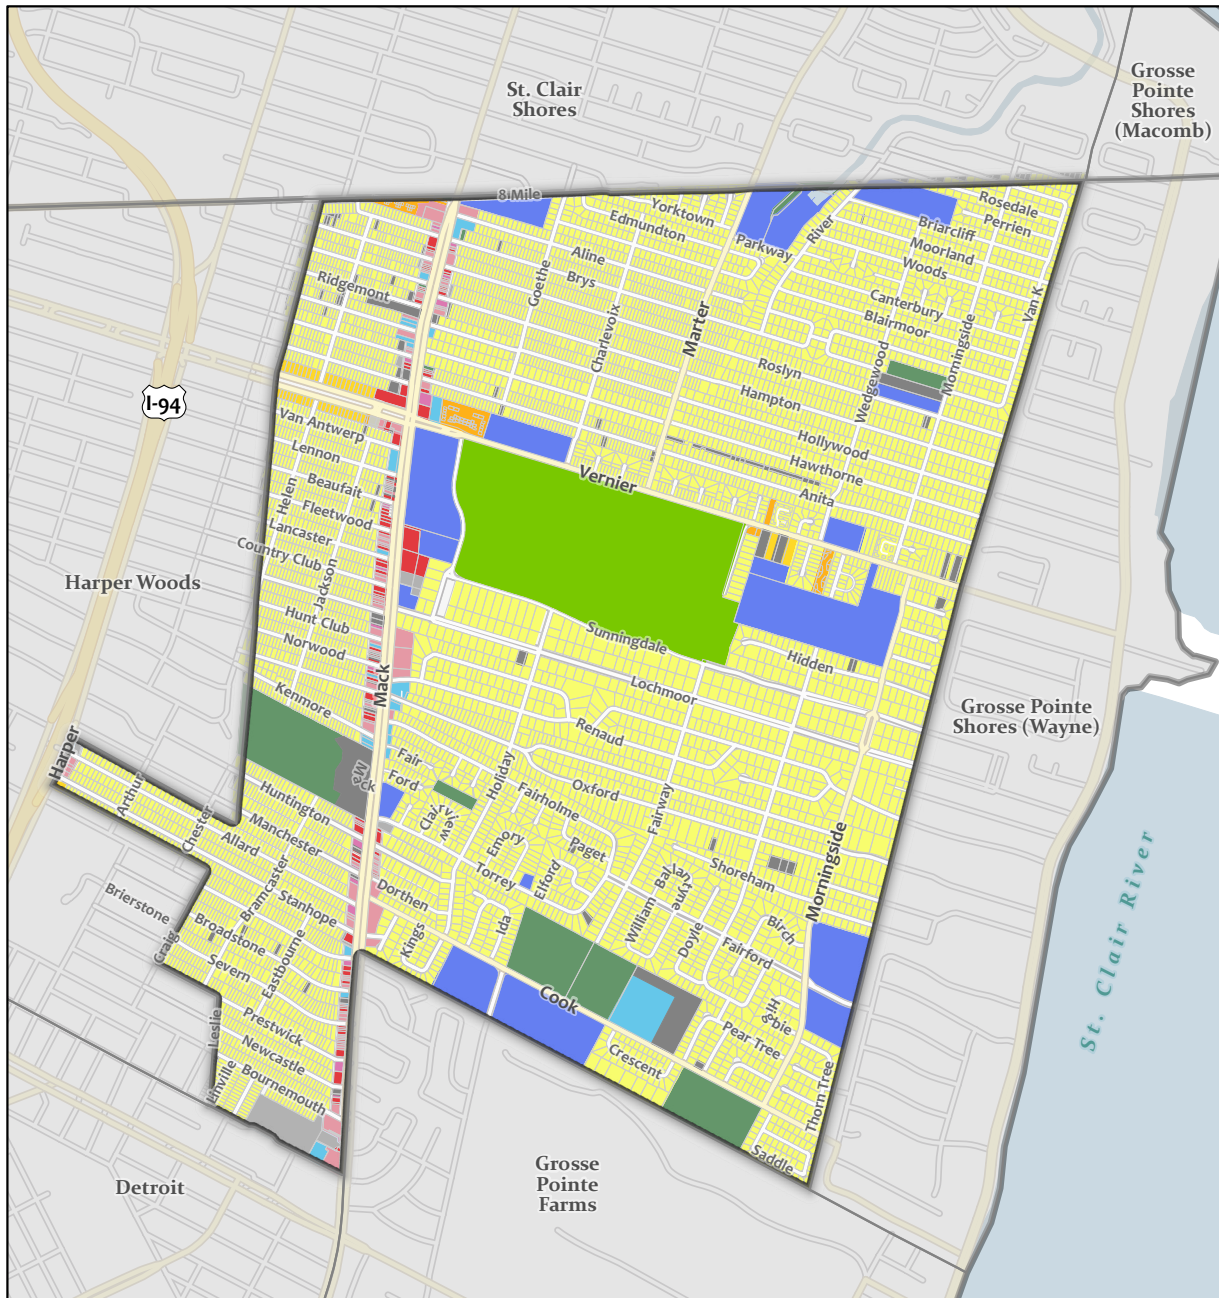 St. Clair
Shores
Grosse
Pointe
Shores
(Macomb)
8 Mile
Yorktown
Edmundton
Parkway
River
Rosedale
Perrien
Briarcliff
Moorland
Woods
Aline
Brys
Goethe
Ridgemont
Charlevoix
Marter
Canterbury
Blairmoor
Van K
Morningside
Wedgewood
Roslyn
Hampton
I-94
Van Antwerp
Lennon
Beaufait
Helen
Fleetwood
Lancaster
Country Club
Jackson
Hollywood
Hawthorne
Vernier
Anita
Harper Woods
Hunt Club
Norwood
Sunningdale
Hidden
Lochmoor
Mack
Kenmore
Renaud
Grosse Pointe
Shores (Wayne)
Harper
Arthur
Fair
Ford
Mack
Holiday
Oxford
Fairholme
Fairway
Clairview
Huntington
Manchester
Chester
Allard
Emory
Paget
Torrey
Elford
Shoreham
Morningside
Brierstone
Bramcaster
Stanhope
Dorthen
Bal
Vantyne
William
Birch
Craig
Broadstone
Severn
Eastbourne
Kings
Ida
Doyle
Fairford
St. Clair River
Cook
Higbie
Leslie
Prestwick
Newcastle
Bournemouth
Linville
Crescent
Pear Tree
Thorn Tree
Saddle
Detroit
Grosse
Pointe
Farms